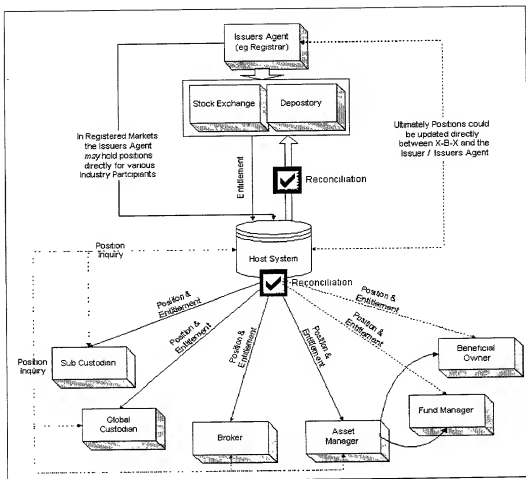 Issuers Agent
(eg Registrar)
Stock Exchange
Depository
In Registered Markets
the Issuers Agent
may hold positions
directly for various
Industry Participants
Ultimately Positions could
be updated directly
between X-B-X and the
Issuer / Issuers Agent
Entitlement
Reconciliation
Position
Inquiry
Host System
Reconciliation
Position &
Entitlement
Position &
Entitlement
Position &
Entitlement
Position &
Entitlement
Position &
Entitlement
Position &
Entitlement
Position
Inquiry
Sub Custodian
Beneficial
Owner
Global
Custodian
Broker
Asset
Manager
Fund Manager